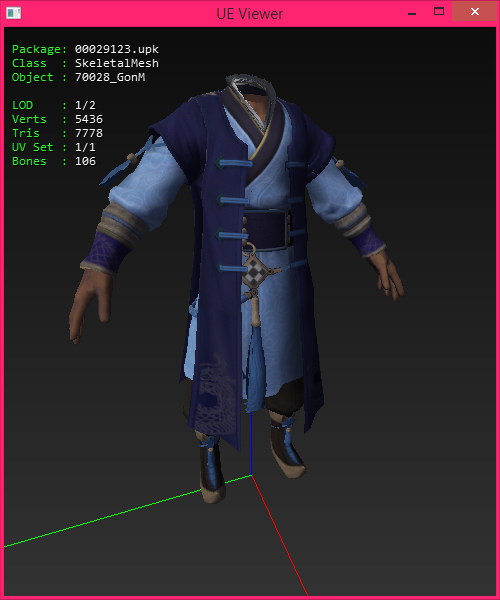 UE Viewer
Package: 00029123.upk
Class : SkeletalMesh
Object : 70028_GonM
LOD : 1/2
Verts : 5436
Tris : 7778
UV Set : 1/1
Bones : 106